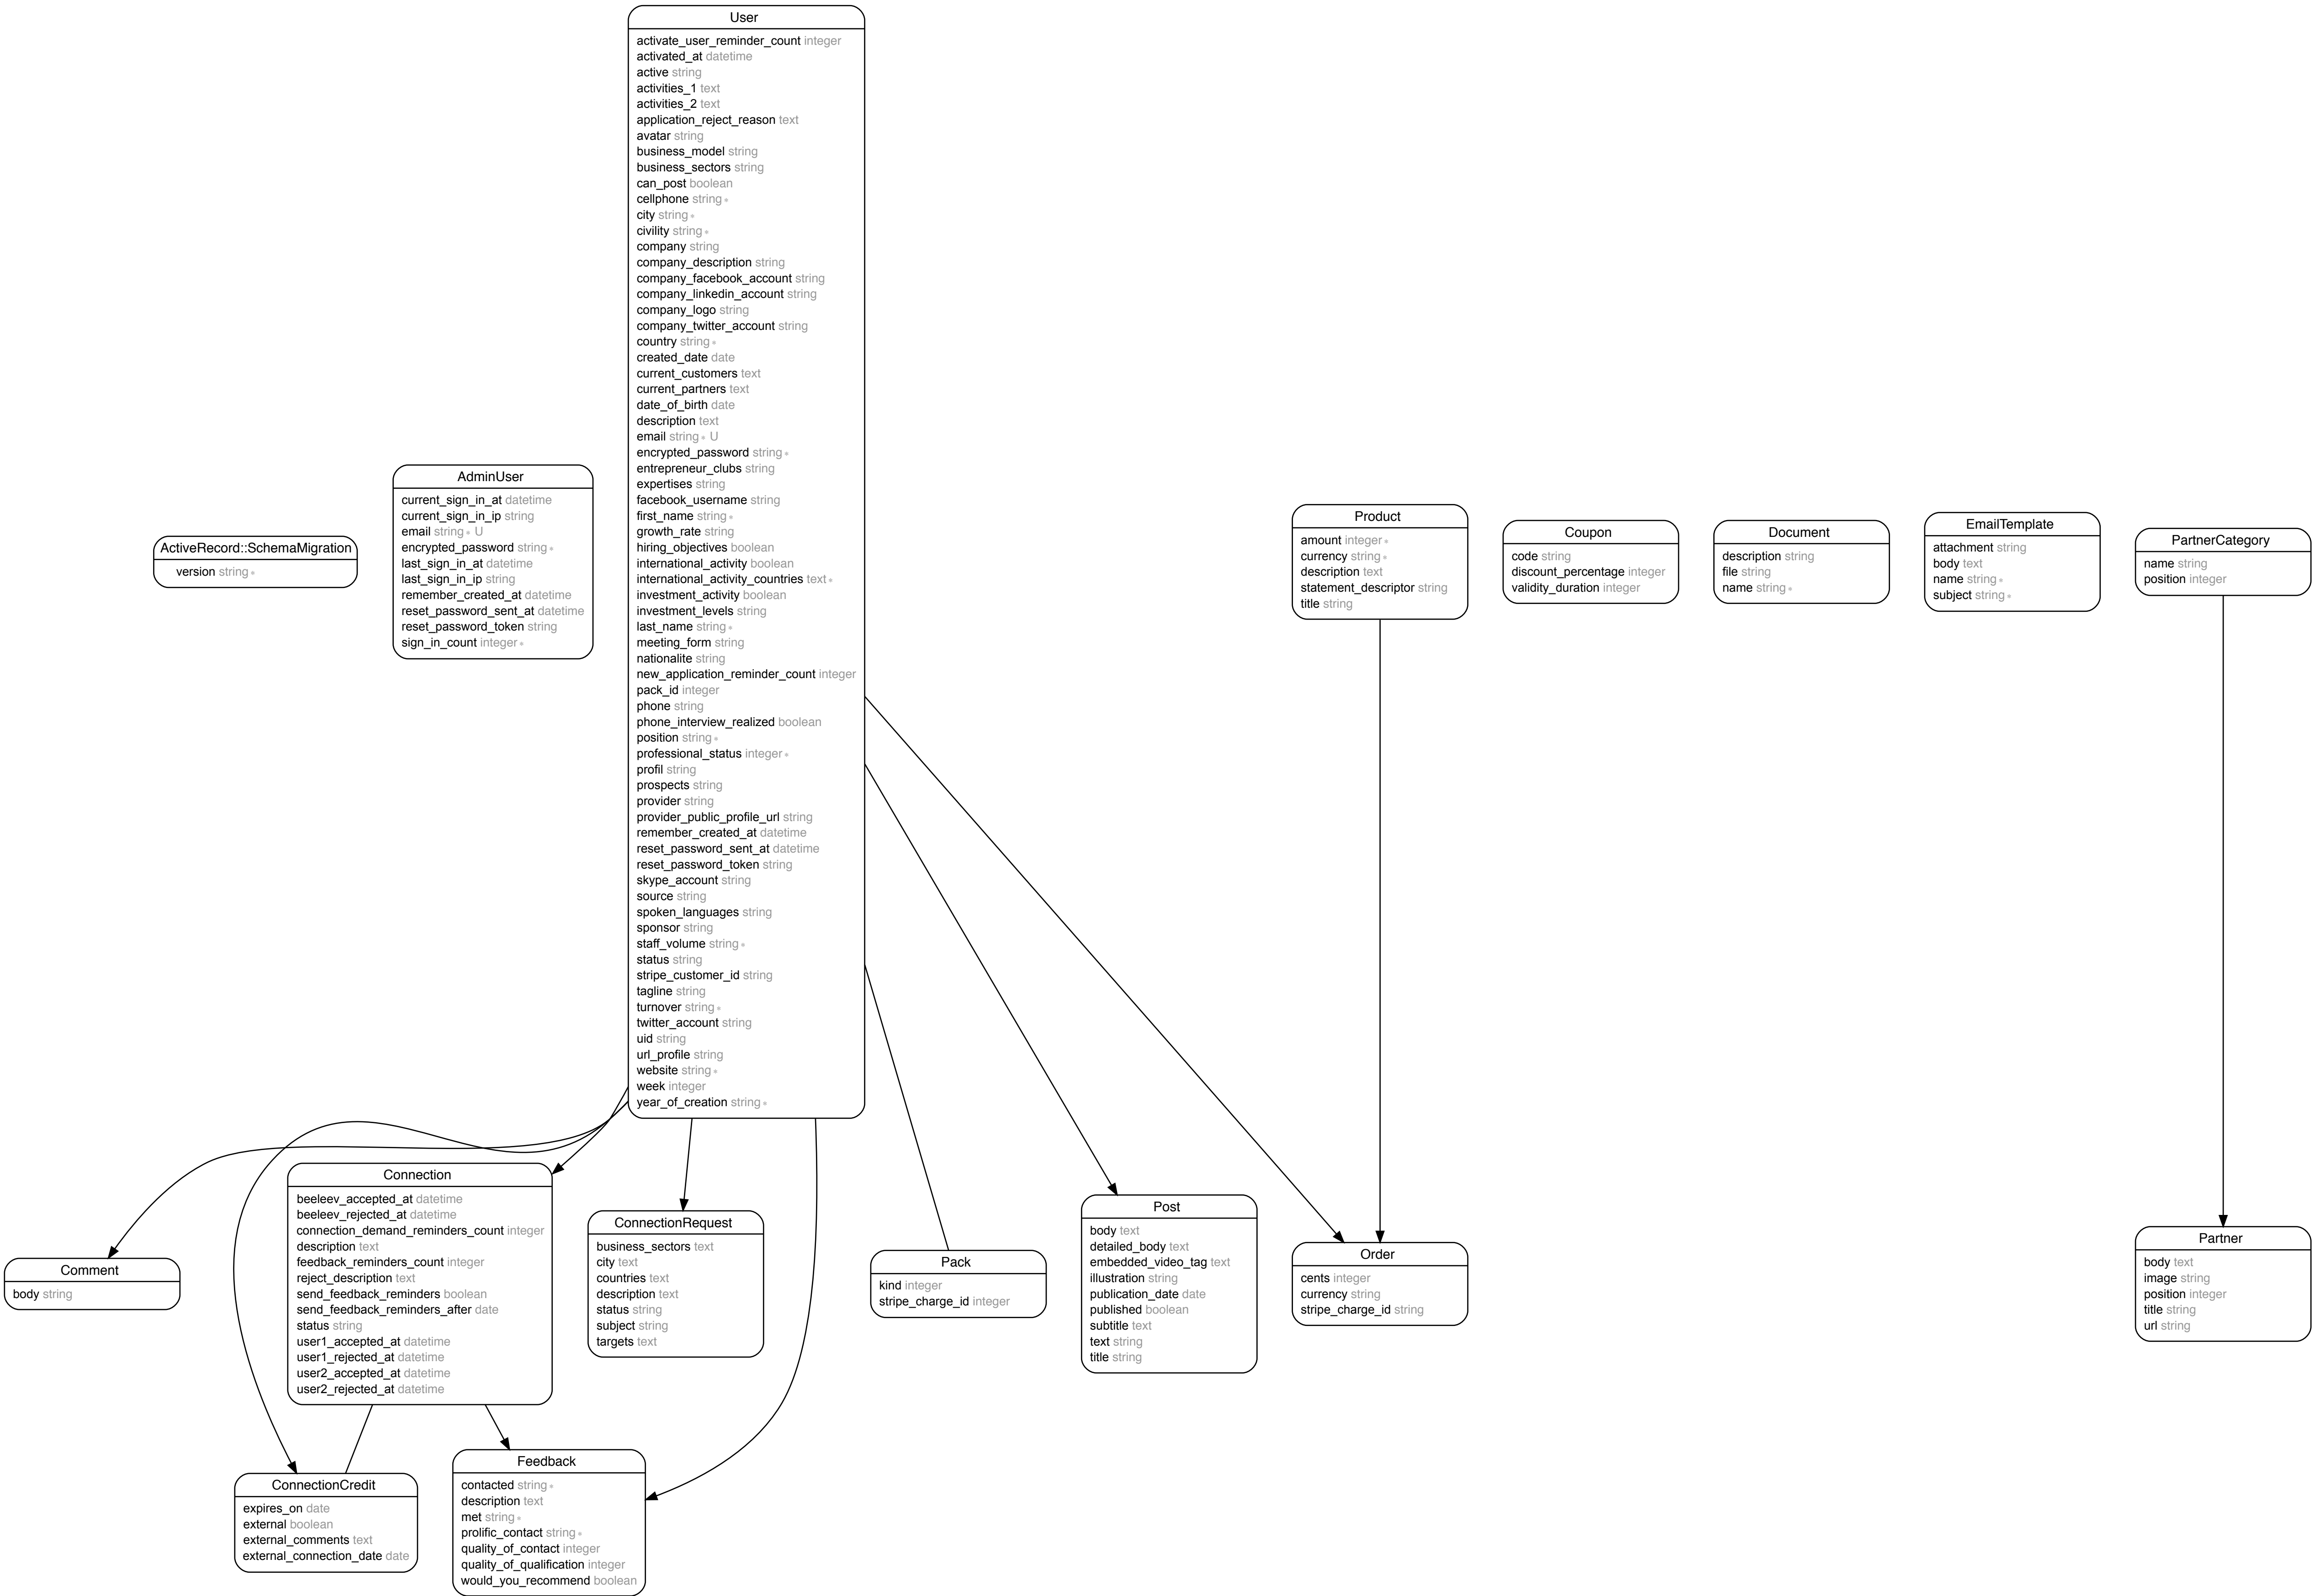 User
activate_user_reminder_count integer
activated_at datetime
active string
activities_1 text
activities_2 text
application_reject_reason text
avatar string
business_model string
business_sectors string
can_post boolean
cellphone string *
city string *
civility string *
company string
company_description string
company_facebook_account string
company_linkedin_account string
company_logo string
company_twitter_account string
country string *
created_date date
current_customers text
current_partners text
date_of_birth date
description text
email string * U
encrypted_password string *
entrepreneur_clubs string
expertises string
facebook_username string
first_name string *
growth_rate string
hiring_objectives boolean
international_activity boolean
international_activity_countries text *
investment_activity boolean
investment_levels string
last_name string *
meeting_form string
nationalite string
new_application_reminder_count integer
pack_id integer
phone string
phone_interview_realized boolean
position string *
professional_status integer *
profil string
prospects string
provider string
provider_public_profile_url string
remember_created_at datetime
reset_password_sent_at datetime
reset_password_token string
skype_account string
source string
spoken_languages string
sponsor string
staff_volume string *
status string
stripe_customer_id string
tagline string
turnover string *
twitter_account string
uid string
url_profile string
website string *
week integer
year_of_creation string *
ActiveRecord::SchemaMigration
version string *
AdminUser
current_sign_in_at datetime
current_sign_in_ip string
email string * U
encrypted_password string *
last_sign_in_at datetime
last_sign_in_ip string
remember_created_at datetime
reset_password_sent_at datetime
reset_password_token string
sign_in_count integer *
Product
amount integer *
currency string *
description text
statement_descriptor string
title string
Coupon
code string
discount_percentage integer
validity_duration integer
Document
description string
file string
name string *
EmailTemplate
attachment string
body text
name string *
subject string *
PartnerCategory
name string
position integer
Comment
body string
Connection
beeleev_accepted_at datetime
beeleev_rejected_at datetime
connection_demand_reminders_count integer
description text
feedback_reminders_count integer
reject_description text
send_feedback_reminders boolean
send_feedback_reminders_after date
status string
user1_accepted_at datetime
user1_rejected_at datetime
user2_accepted_at datetime
user2_rejected_at datetime
ConnectionRequest
business_sectors text
city text
countries text
description text
status string
subject string
targets text
Pack
kind integer
stripe_charge_id integer
Post
body text
detailed_body text
embedded_video_tag text
illustration string
publication_date date
published boolean
subtitle text
text string
title string
Order
cents integer
currency string
stripe_charge_id string
Partner
body text
image string
position integer
title string
url string
ConnectionCredit
expires_on date
external boolean
external_comments text
external_connection_date date
Feedback
contacted string *
description text
met string *
prolific_contact string *
quality_of_contact integer
quality_of_qualification integer
would_you_recommend boolean